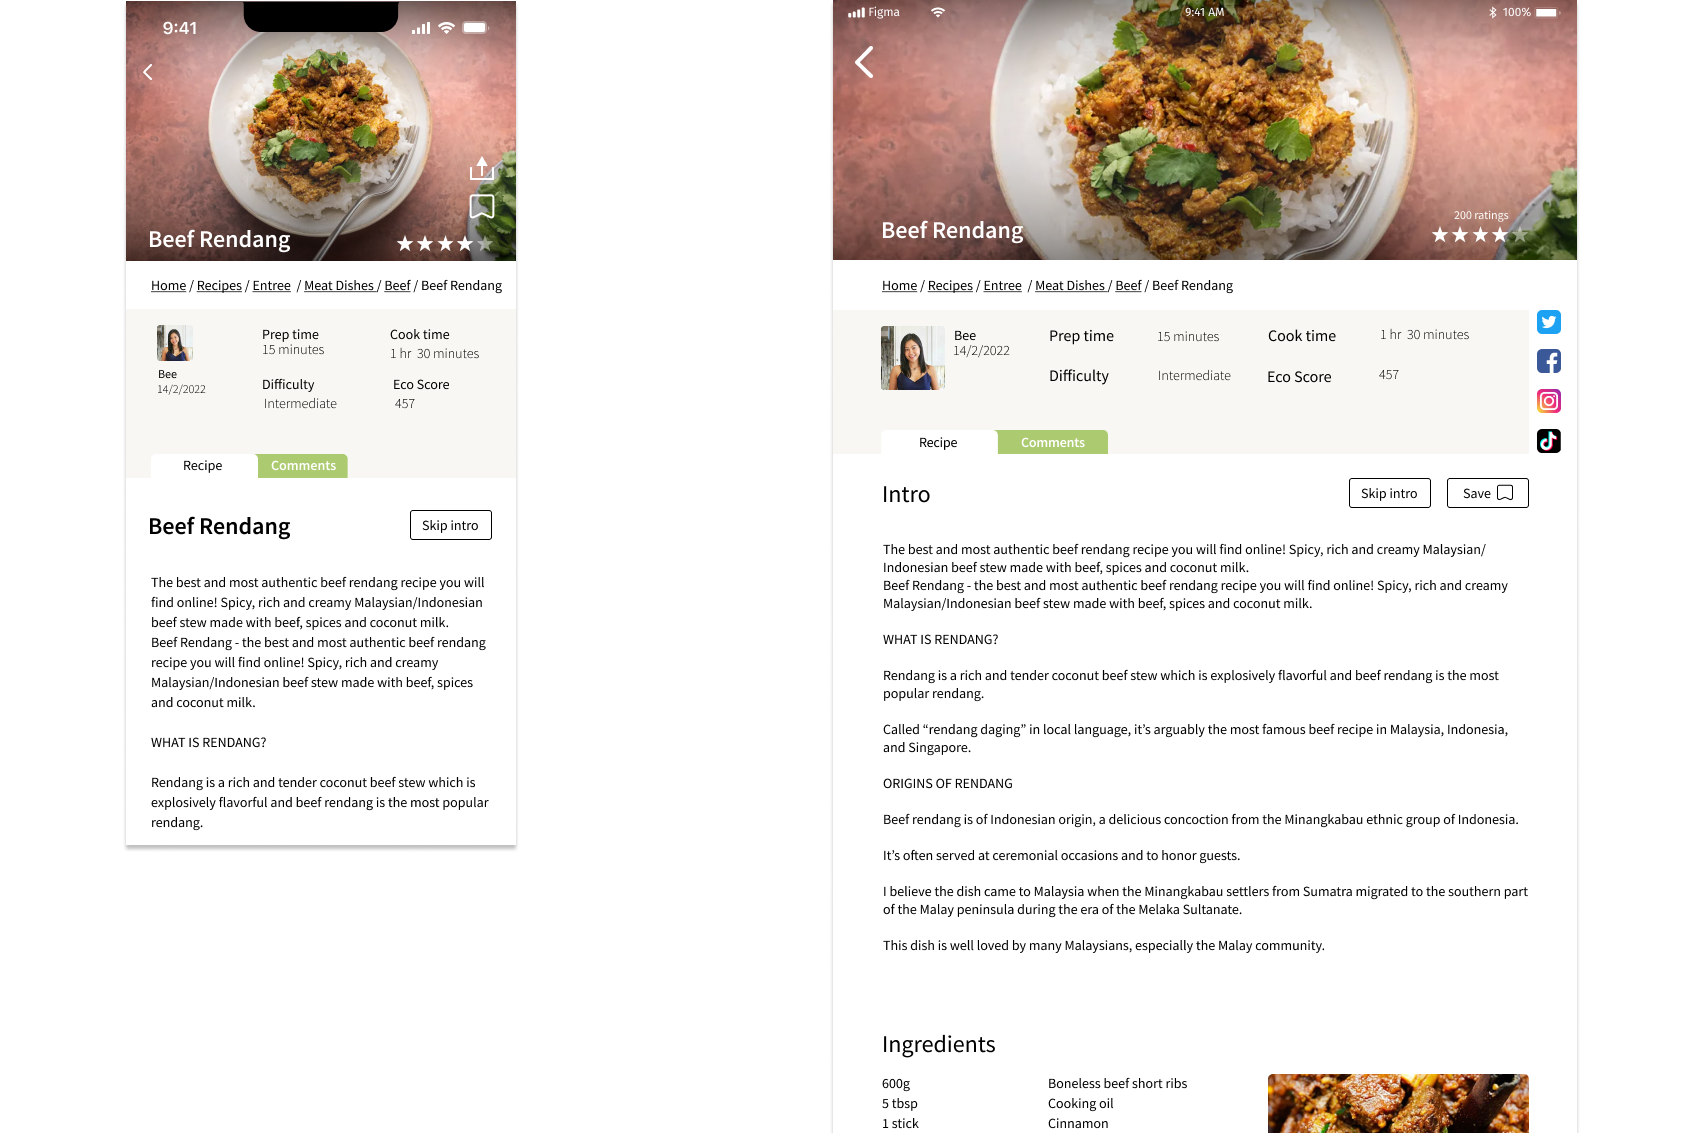 9:41
Beef Rendang
Home / Recipes / Entree / Meat Dishes / Beef / Beef Rendang
Prep time
15 minutes
Cook time
1 hr 30 minutes
Bee
14/2/2022
Difficulty
Intermediate
Eco Score
457
Recipe
Comments
Beef Rendang
Skip intro
The best and most authentic beef rendang recipe you will
find online! Spicy, rich and creamy Malaysian/Indonesian
beef stew made with beef, spices and coconut milk.
Beef Rendang - the best and most authentic beef rendang
recipe you will find online! Spicy, rich and creamy
Malaysian/Indonesian beef stew made with beef, spices
and coconut milk.
WHAT IS RENDANG?
Rendang is a rich and tender coconut beef stew which is
explosively flavorful and beef rendang is the most popular
rendang.
Figma
9:41 AM
100%
200 ratings
Beef Rendang
Home / Recipes / Entree / Meat Dishes / Beef / Beef Rendang
Bee
14/2/2022
Prep time
15 minutes
Cook time
1 hr 30 minutes
Difficulty
Intermediate
Eco Score
457
Recipe
Comments
Intro
Skip intro
Save
The best and most authentic beef rendang recipe you will find online! Spicy, rich and creamy Malaysian/
Indonesian beef stew made with beef, spices and coconut milk.
Beef Rendang - the best and most authentic beef rendang recipe you will find online! Spicy, rich and creamy
Malaysian/Indonesian beef stew made with beef, spices and coconut milk.
WHAT IS RENDANG?
Rendang is a rich and tender coconut beef stew which is explosively flavorful and beef rendang is the most
popular rendang.
Called “rendang daging” in local language, it’s arguably the most famous beef recipe in Malaysia, Indonesia,
and Singapore.
ORIGINS OF RENDANG
Beef rendang is of Indonesian origin, a delicious concoction from the Minangkabau ethnic group of Indonesia.
It’s often served at ceremonial occasions and to honor guests.
I believe the dish came to Malaysia when the Minangkabau settlers from Sumatra migrated to the southern part
of the Malay peninsula during the era of the Melaka Sultanate.
This dish is well loved by many Malaysians, especially the Malay community.
Ingredients
600g Boneless beef short ribs
5 tbsp Cooking oil
1 stick Cinnamon